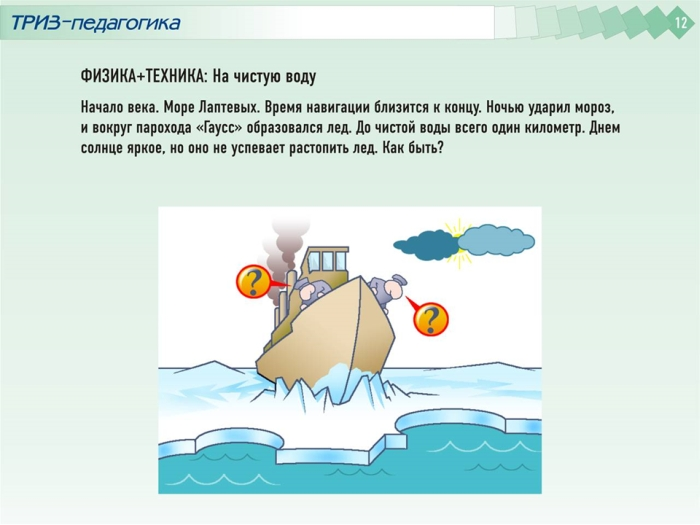 ТРИЗ-педагогика
12
ФИЗИКА+ТЕХНИКА: На чистую воду
Начало века. Море Лаптевых. Время навигации близится к концу. Ночью ударил мороз,
и вокруг парохода «Гаусс» образовался лед. До чистой воды всего один километр. Днем
солнце яркое, но оно не успевает растопить лед. Как быть?
?
?